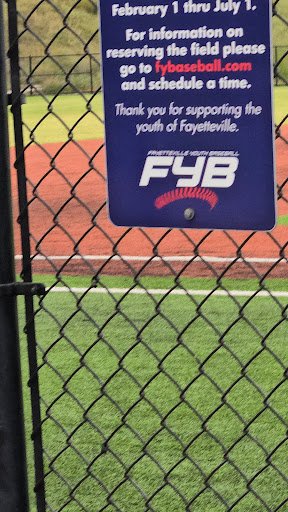 February 1 thru July 1.
For information on
reserving the field please
go to fybaseball.com
and schedule a time.
Thank you for supporting the
youth of Fayetteville.
FAYETTEVILLE YOUTH BASEBALL
FYB